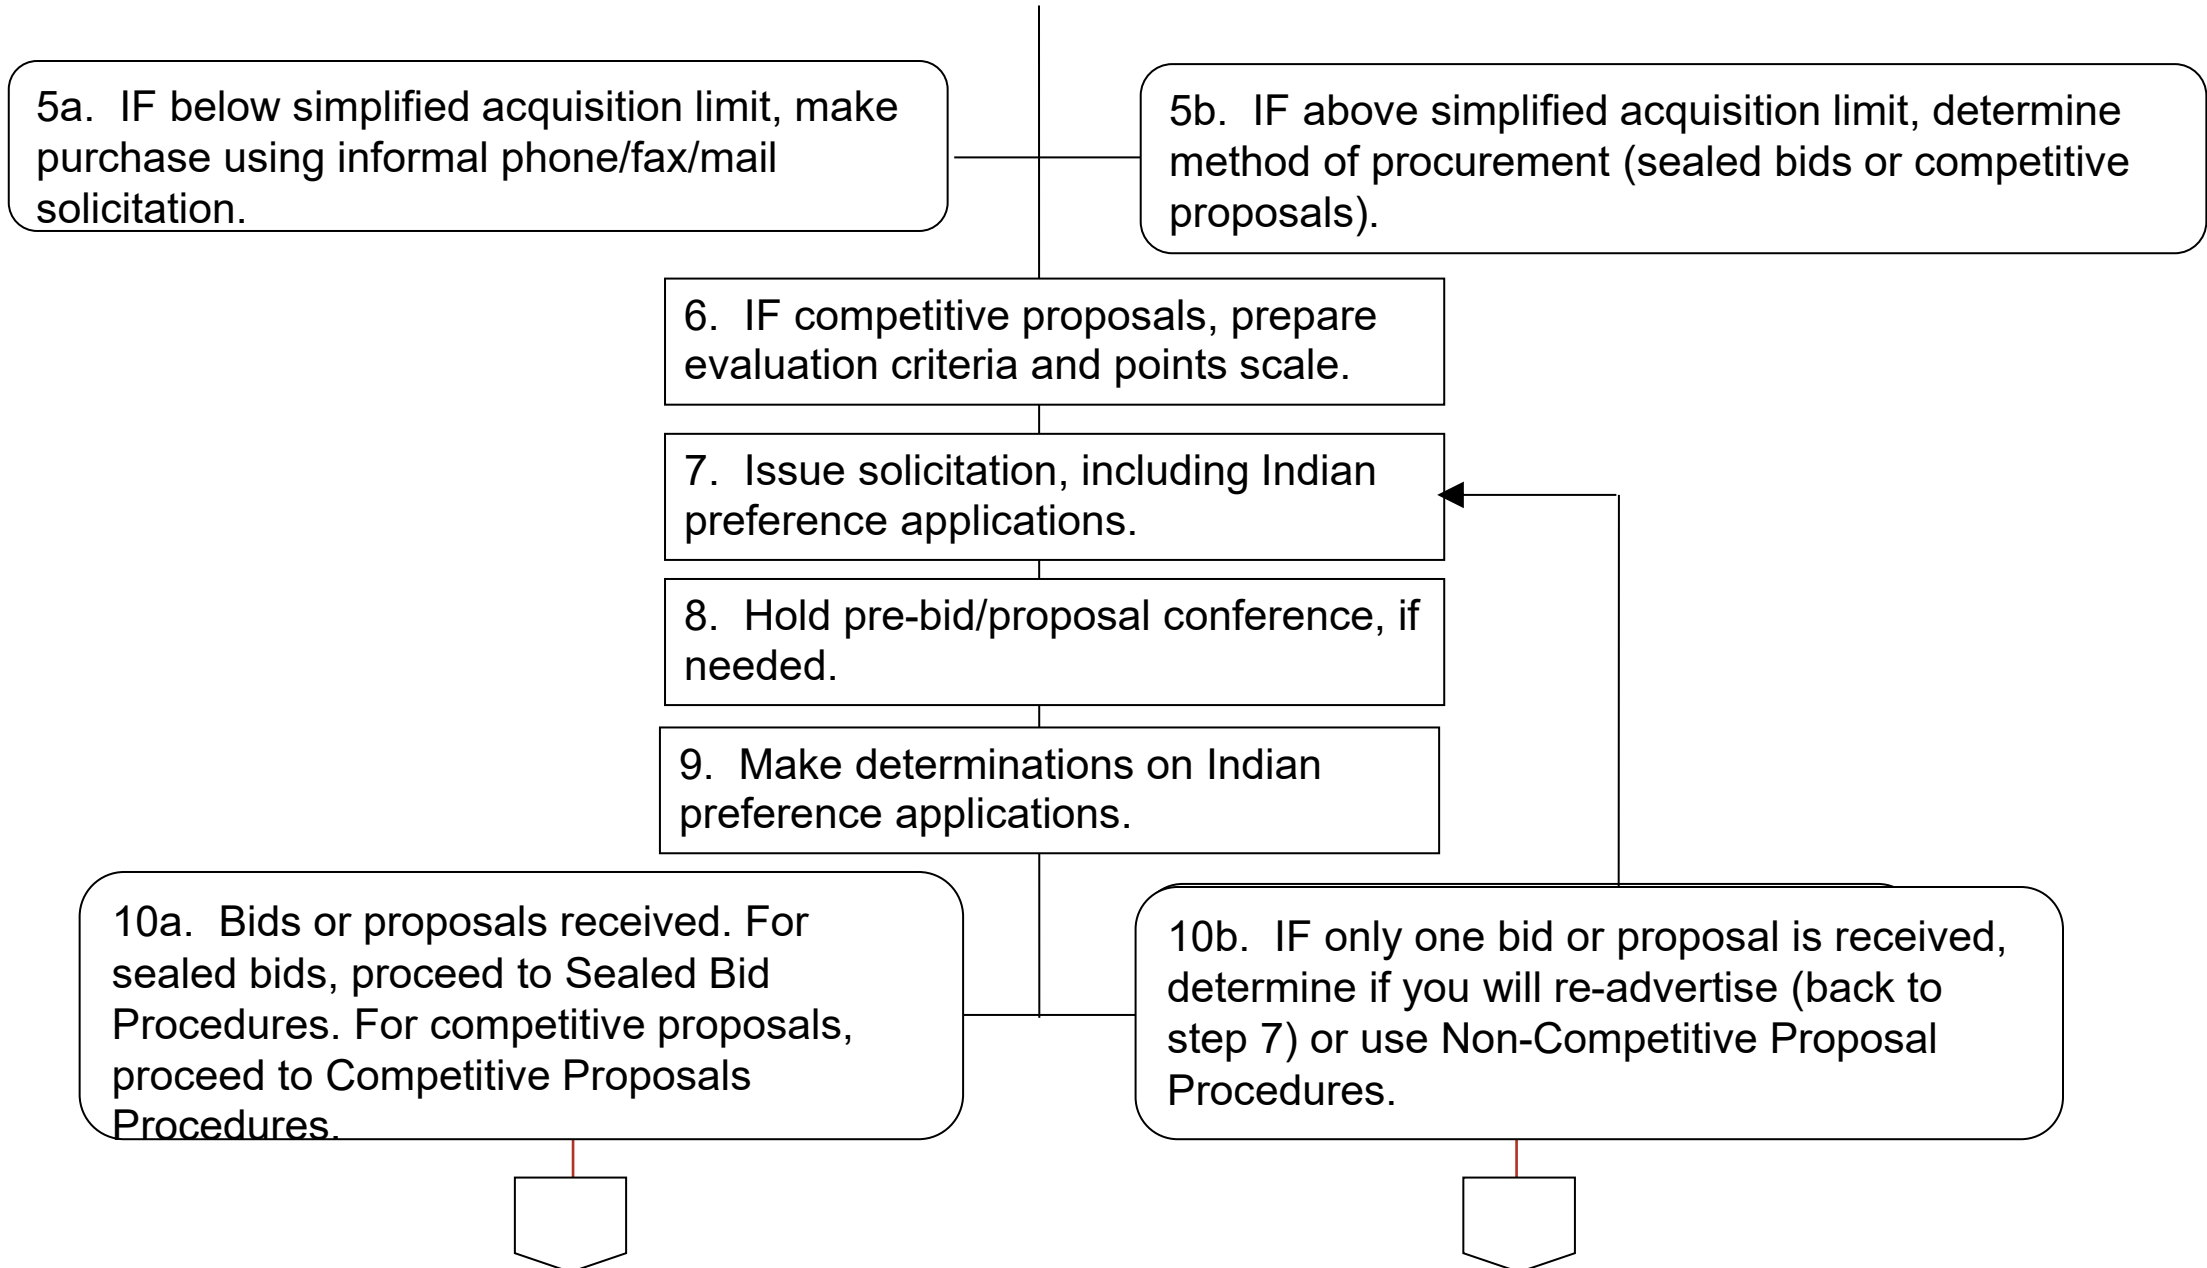 5a.  IF below simplified acquisition limit, make
purchase using informal phone/fax/mail
solicitation.
5b.  IF above simplified acquisition limit, determine
method of procurement (sealed bids or competitive
proposals).
6.  IF competitive proposals, prepare
evaluation criteria and points scale.
7.  Issue solicitation, including Indian
preference applications.
8.  Hold pre-bid/proposal conference, if
needed.
9.  Make determinations on Indian
preference applications.
10a.  Bids or proposals received. For
sealed bids, proceed to Sealed Bid
Procedures. For competitive proposals,
proceed to Competitive Proposals
Procedures.
10b.  IF only one bid or proposal is received,
determine if you will re-advertise (back to
step 7) or use Non-Competitive Proposal
Procedures.